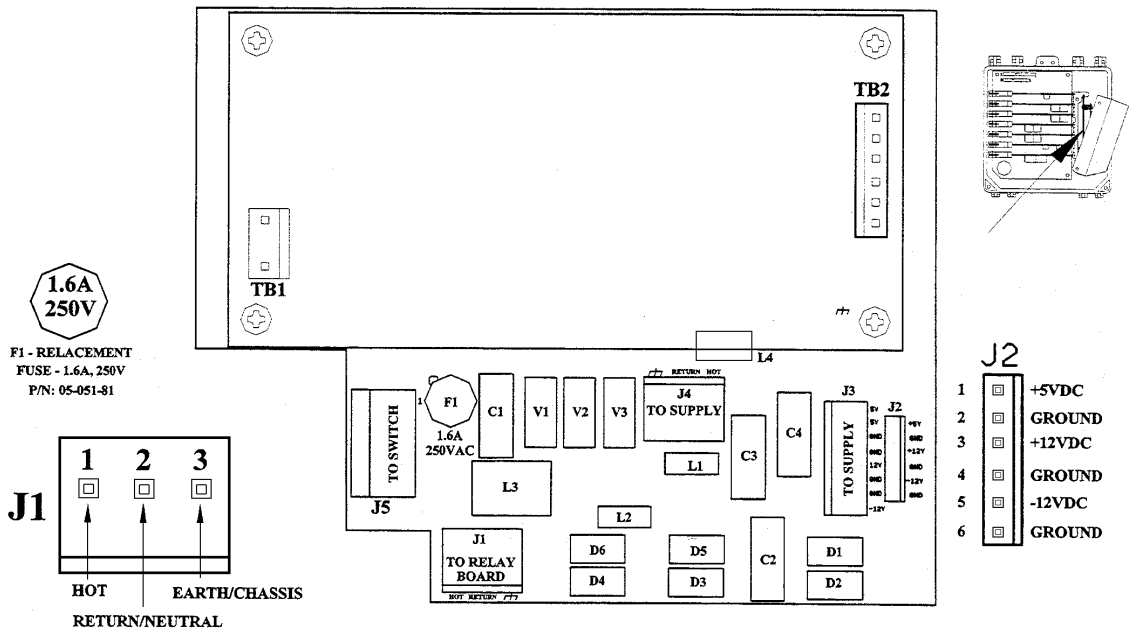 TB2
TB1
1.6A
250V
F1 - RELACEMENT
FUSE - 1.6A, 250V
P/N: 05-051-81
L4
RETURN HOT
J4
TO SUPPLY
1
F1
1.6A
250VAC
C1
V1
V2
V3
C3
C4
J3
TO SUPPLY
5V
5V
GND
GND
12V
GND
GND
-12V
J2
+5V
GND
+12V
GND
-12V
GND
TO SWITCH
J5
L3
L1
L2
J1
TO RELAY
BOARD
HOT RETURN
D6
D5
D4
D3
C2
D1
D2
J1
1 2 3
HOT
RETURN/NEUTRAL
EARTH/CHASSIS
J2
1 +5VDC
2 GROUND
3 +12VDC
4 GROUND
5 -12VDC
6 GROUND